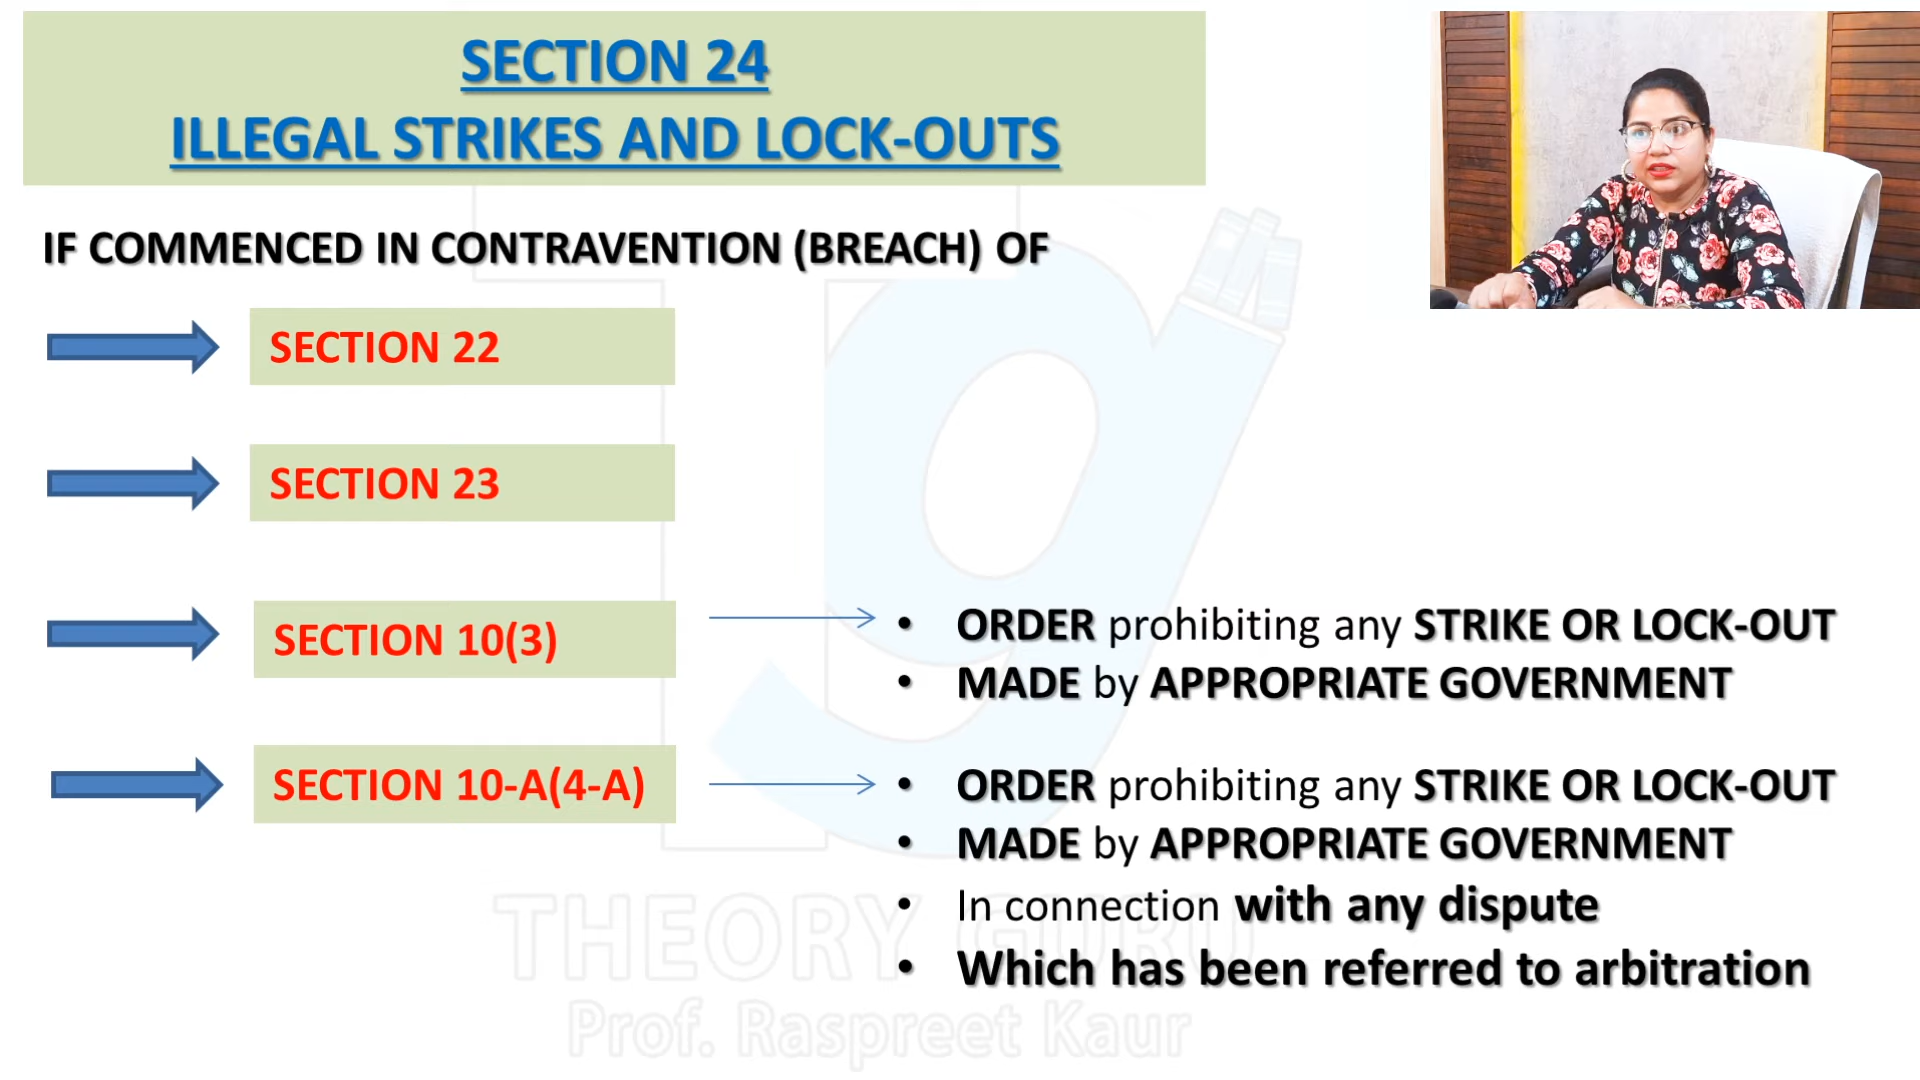 SECTION 24
ILLEGAL STRIKES AND LOCK-OUTS
IF COMMENCED IN CONTRAVENTION (BREACH) OF
SECTION 22
SECTION 23
SECTION 10(3)
• ORDER prohibiting any STRIKE OR LOCK-OUT
• MADE by APPROPRIATE GOVERNMENT
SECTION 10-A(4-A)
• ORDER prohibiting any STRIKE OR LOCK-OUT
• MADE by APPROPRIATE GOVERNMENT
• In connection with any dispute
• Which has been referred to arbitration
THEORY GURU
Prof. Raspreet Kaur